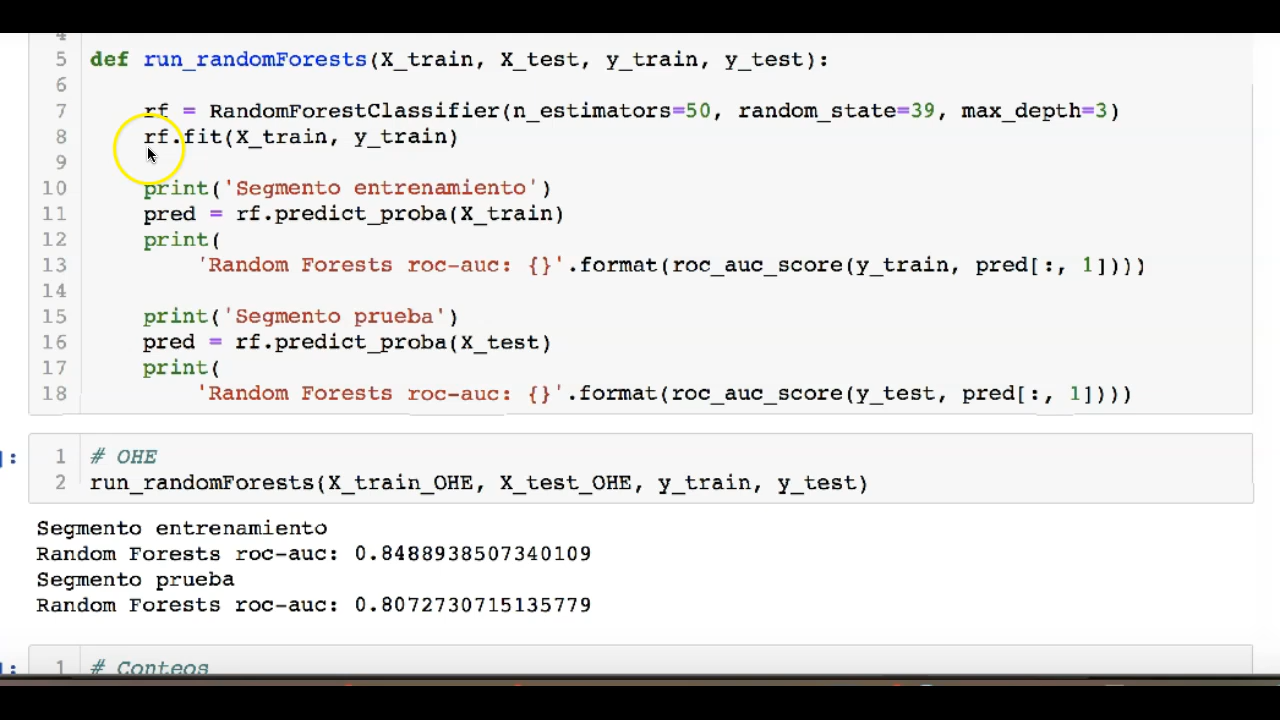 4
5 def run_randomForests(X_train, X_test, y_train, y_test):
6
7 rf = RandomForestClassifier(n_estimators=50, random_state=39, max_depth=3)
8 rf.fit(X_train, y_train)
9
10 print('Segmento entrenamiento')
11 pred = rf.predict_proba(X_train)
12 print(
13 'Random Forests roc-auc: {}'.format(roc_auc_score(y_train, pred[:, 1])))
14
15 print('Segmento prueba')
16 pred = rf.predict_proba(X_test)
17 print(
18 'Random Forests roc-auc: {}'.format(roc_auc_score(y_test, pred[:, 1])))
]: 1 # OHE
2 run_randomForests(X_train_OHE, X_test_OHE, y_train, y_test)
Segmento entrenamiento
Random Forests roc-auc: 0.8488938507340109
Segmento prueba
Random Forests roc-auc: 0.8072730715135779
]: 1 # Conteos